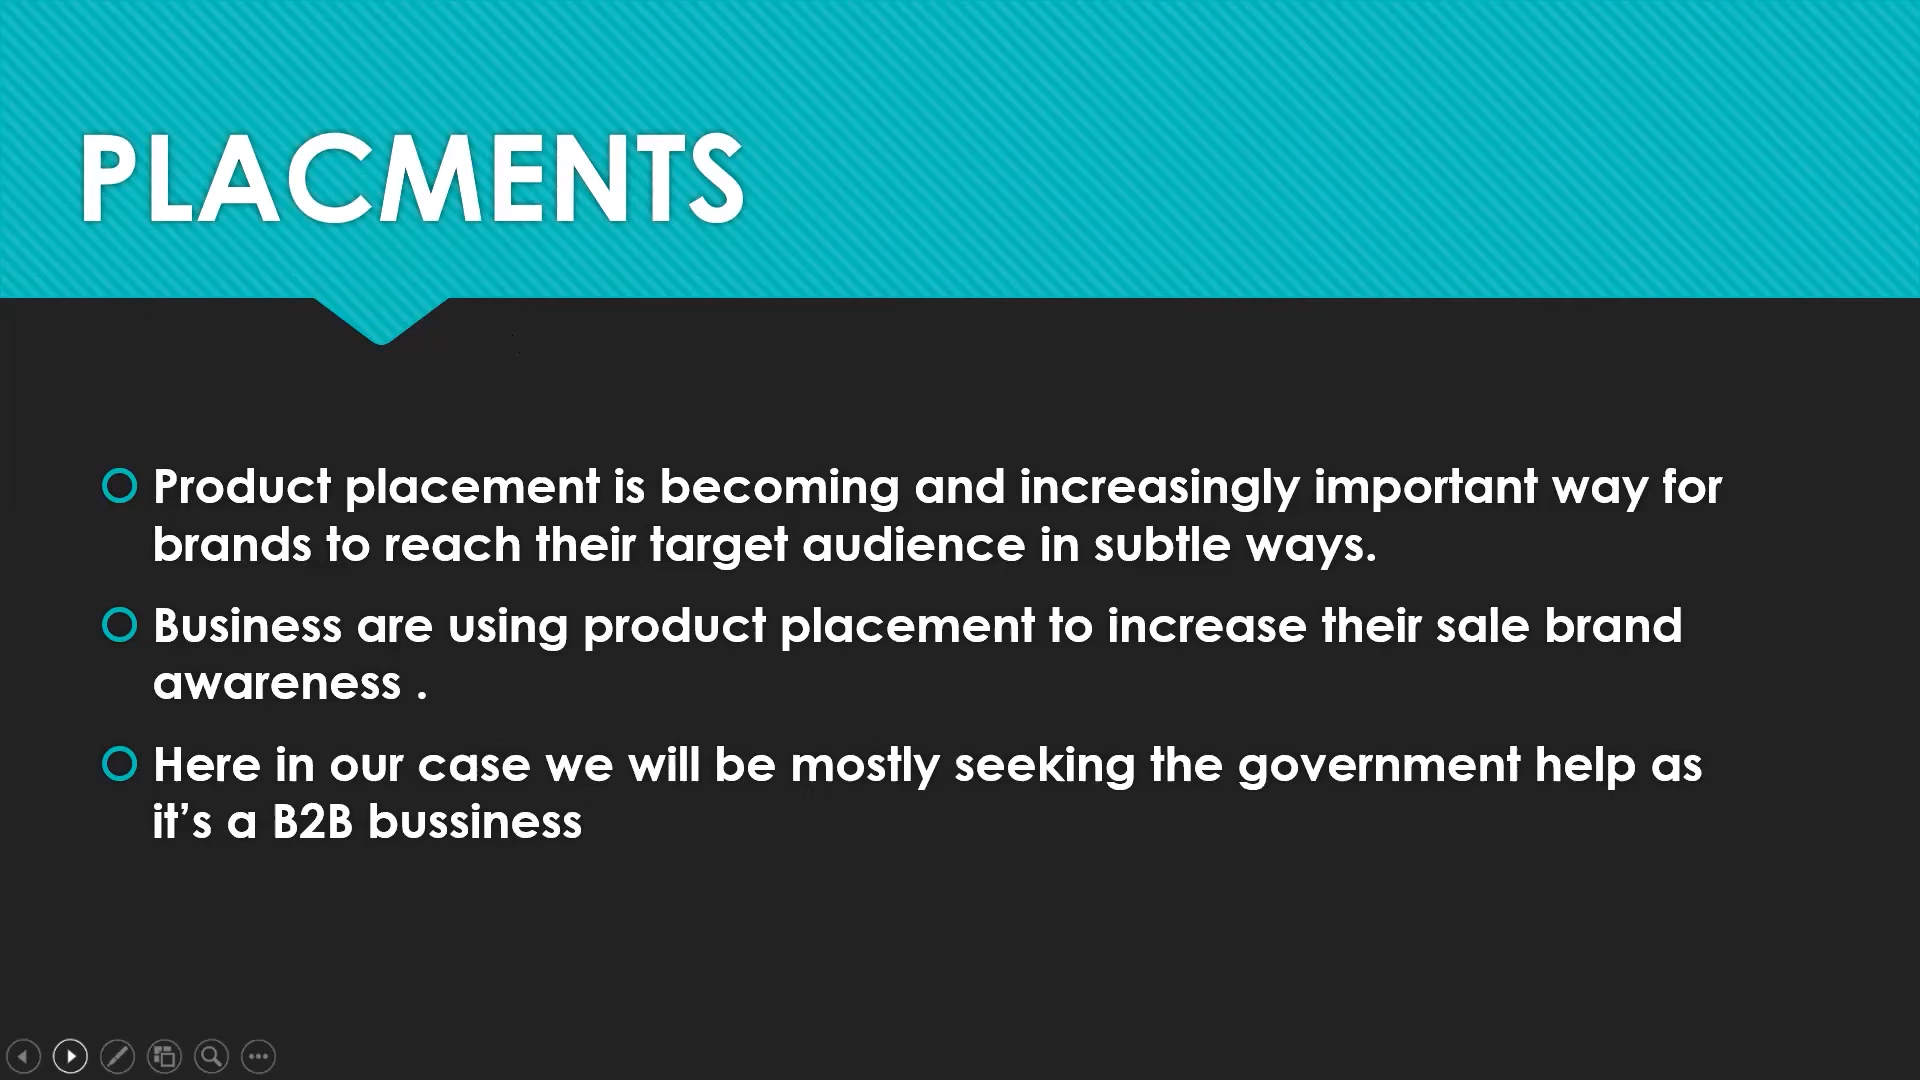 PLACMENTS
Product placement is becoming and increasingly important way for
brands to reach their target audience in subtle ways.
Business are using product placement to increase their sale brand
awareness .
Here in our case we will be mostly seeking the government help as
it’s a B2B bussiness